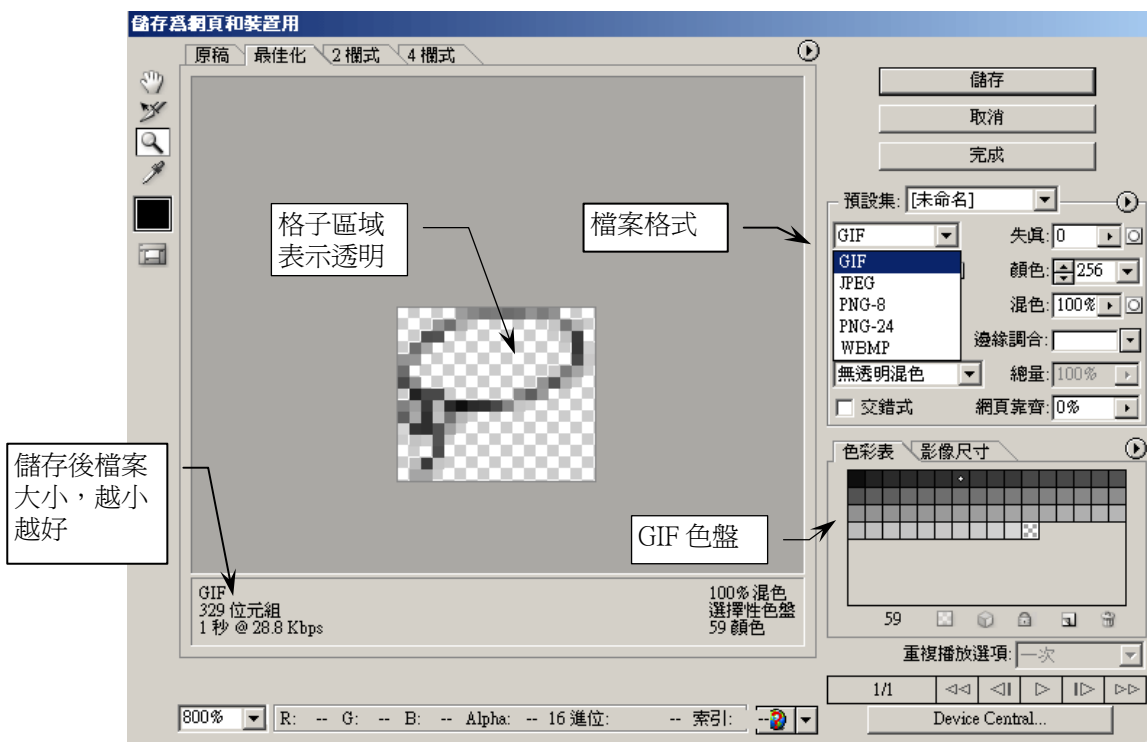 儲存為網頁和裝置用
原稿 最佳化 2欄式 4欄式
儲存
取消
完成
預設集: [未命名]
GIF 失真: 0
GIF
JPEG
PNG-8
PNG-24
WBMP
顏色: 256
混色: 100%
邊緣調合:
無透明混色 總量: 100%
交錯式 網頁靠齊: 0%
格子區域
表示透明
檔案格式
儲存後檔案
大小，越小
越好
GIF 色盤
色彩表 影像尺寸
59
GIF
329 位元組
1 秒 @ 28.8 Kbps
100% 混色
選擇性色盤
59 顏色
重複播放選項: 一次
1/1
800% R: -- G: -- B: -- Alpha: -- 16 進位: -- 索引: --
Device Central...